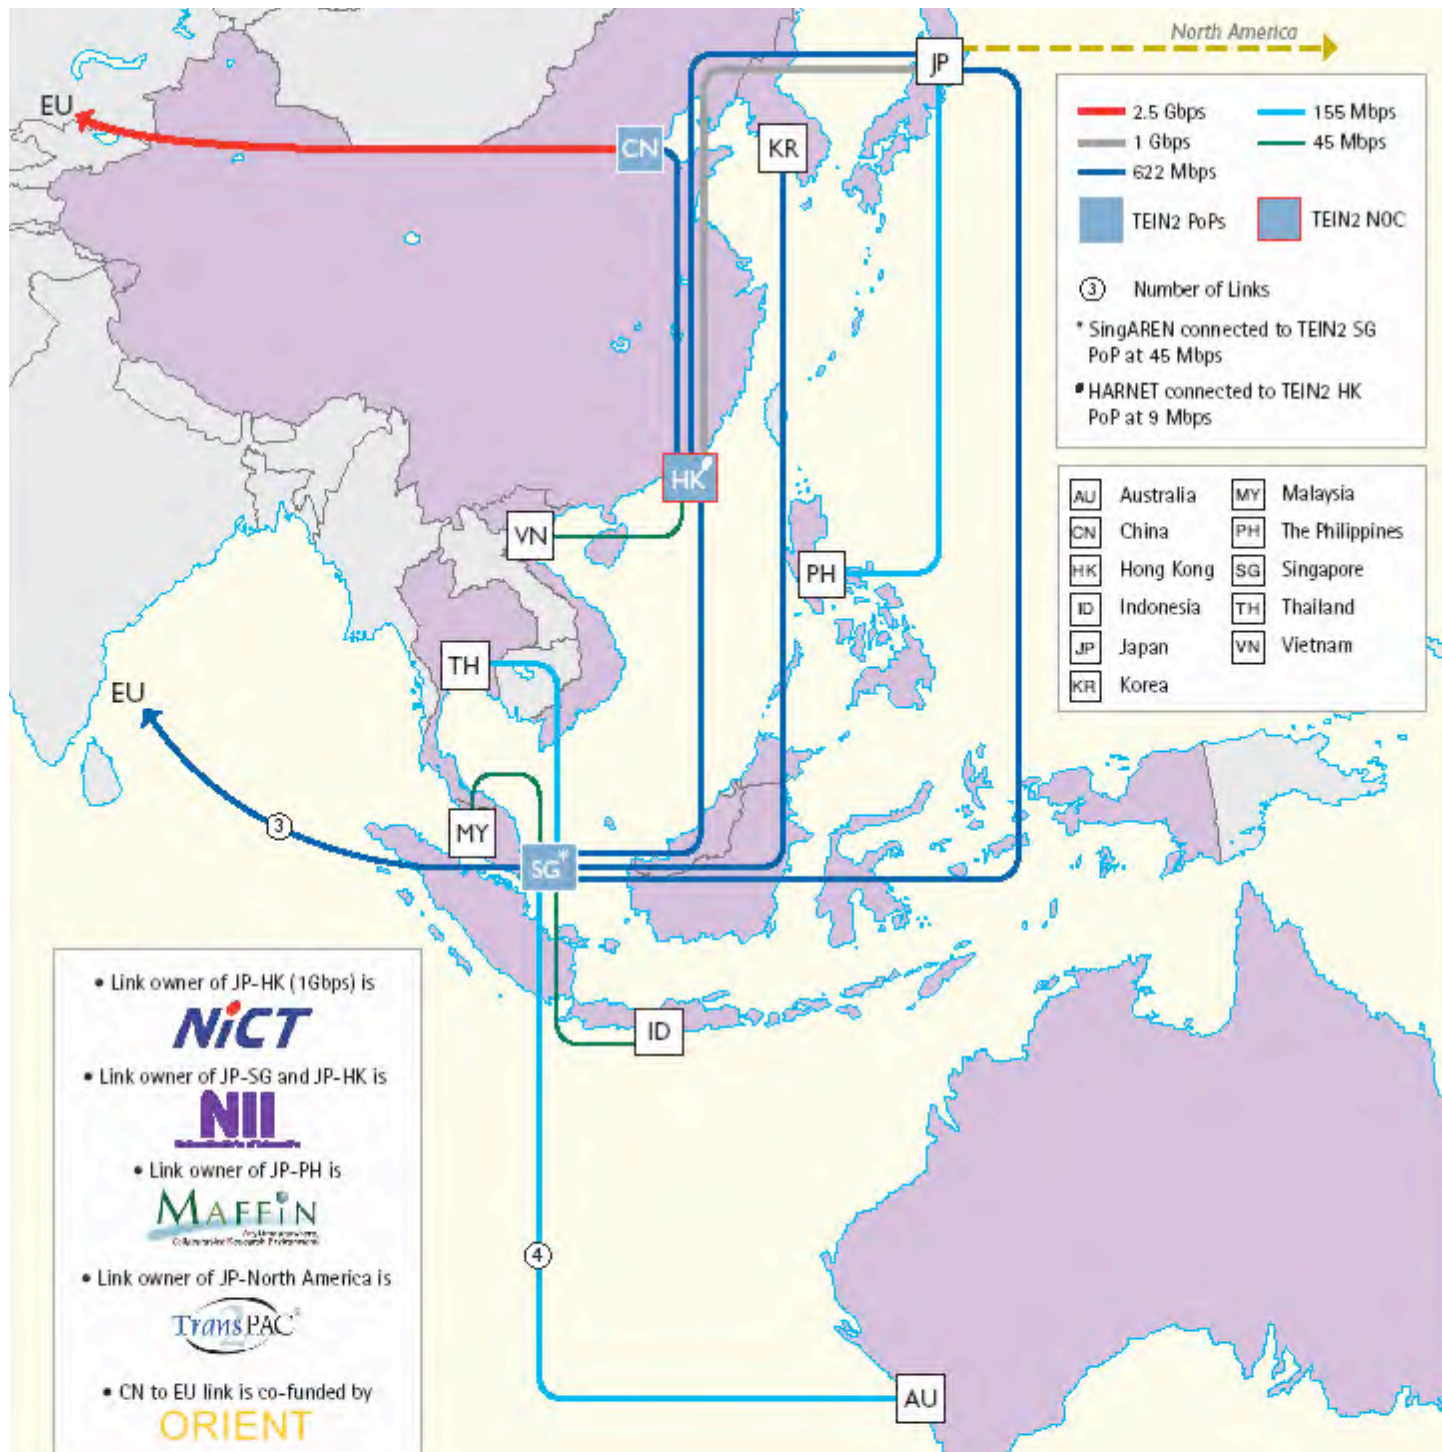 North America
EU
CN
KR
JP
2.5 Gbps
155 Mbps
1 Gbps
45 Mbps
622 Mbps
TEIN2 PoPs
TEIN2 NOC
3 Number of Links
* SingAREN connected to TEIN2 SG
PoP at 45 Mbps
# HARNET connected to TEIN2 HK
PoP at 9 Mbps
HK#
VN
PH
TH
EU
3
MY
SG*
ID
4
AU
AU Australia
MY Malaysia
CN China
PH The Philippines
HK Hong Kong
SG Singapore
ID Indonesia
TH Thailand
JP Japan
VN Vietnam
KR Korea
• Link owner of JP-HK (1Gbps) is
NiCT
• Link owner of JP-SG and JP-HK is
NII
• Link owner of JP-PH is
MAFFiN
• Link owner of JP-North America is
TransPAC2
• CN to EU link is co-funded by
ORIENT